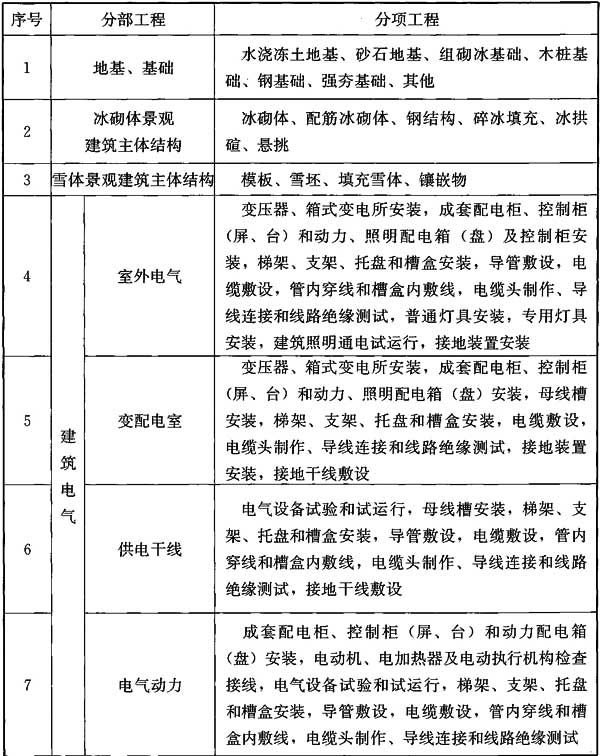 序号 分部工程 分项工程
1 地基、基础 水浇冻土地基、砂石地基、组砌冰基础、木桩基
础、钢基础、强夯基础、其他
2 冰砌体景观
建筑主体结构
冰砌体、配筋冰砌体、钢结构、碎冰填充、冰拱
碹、悬挑
3 雪体景观建筑主体结构 模板、雪坯、填充雪体、镶嵌物
建筑电气
4 室外电气
变压器、箱式变电所安装，成套配电柜、控制柜
（屏、台）和动力、照明配电箱（盘）及控制柜安
装，梯架、支架、托盘和槽盒安装，导管敷设，电
缆敷设，管内穿线和槽盒内敷线，电缆头制作、导
线连接和线路绝缘测试，普通灯具安装，专用灯具
安装，建筑照明通电试运行，接地装置安装
5 变配电室
变压器、箱式变电所安装，成套配电柜、控制柜
（屏、台）和动力、照明配电箱（盘）安装，母线槽
安装，梯架、支架、托盘和槽盒安装，电缆敷设，
电缆头制作、导线连接和线路绝缘测试，接地装置
安装，接地干线敷设
6 供电干线
电气设备试验和试运行，母线槽安装，梯架、支
架、托盘和槽盒安装，导管敷设，电缆敷设，管内
穿线和槽盒内敷线，电缆头制作、导线连接和线路
绝缘测试，接地干线敷设
7 电气动力
成套配电柜、控制柜（屏、台）和动力配电箱
（盘）安装，电动机、电加热器及电动执行机构检查
接线，电气设备试验和试运行，梯架、支架、托盘
和槽盒安装，导管敷设，电缆敷设，管内穿线和槽
盒内敷线，电缆头制作、导线连接和线路绝缘测试